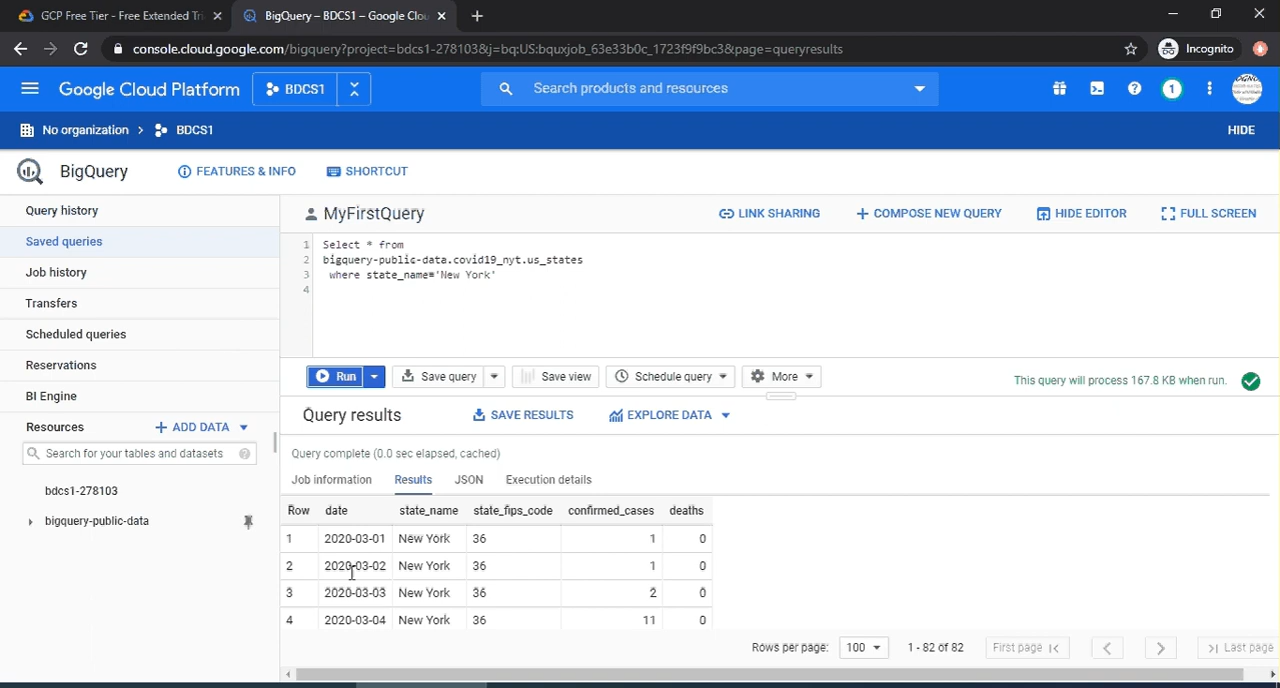 GCP Free Tier - Free Extended Tri
BigQuery – BDCS1 – Google Clou
console.cloud.google.com/bigquery?project=bdcs1-278103&j=bq:US:bquxjob_63e33b0c_1723f9f9bc3&page=queryresults
Incognito
Google Cloud Platform
BDCS1
Search products and resources
1
No organization
BDCS1
HIDE
BigQuery
FEATURES & INFO
SHORTCUT
Query history
Saved queries
Job history
Transfers
Scheduled queries
Reservations
BI Engine
Resources
ADD DATA
Search for your tables and datasets
bdcs1-278103
bigquery-public-data
MyFirstQuery
LINK SHARING
COMPOSE NEW QUERY
HIDE EDITOR
FULL SCREEN
1 Select * from
2 bigquery-public-data.covid19_nyt.us_states
3 where state_name='New York'
4
Run
Save query
Save view
Schedule query
More
This query will process 167.8 KB when run.
Query results
SAVE RESULTS
EXPLORE DATA
Query complete (0.0 sec elapsed, cached)
Job information Results JSON Execution details
Row date state_name state_fips_code confirmed_cases deaths
1 2020-03-01 New York 36 1 0
2 2020-03-02 New York 36 1 0
3 2020-03-03 New York 36 2 0
4 2020-03-04 New York 36 11 0
Rows per page: 100 1 - 82 of 82 First page Last page